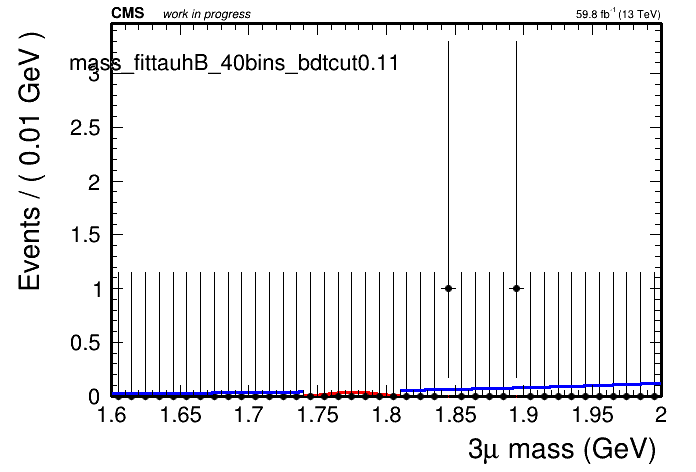 CMS work in progress 59.8 fb-1 (13 TeV)
mass_fittauhB_40bins_bdtcut0.11
Events / ( 0.01 GeV )
3
2.5
2
1.5
1
0.5
0
1.6 1.65 1.7 1.75 1.8 1.85 1.9 1.95 2
3μ mass (GeV)